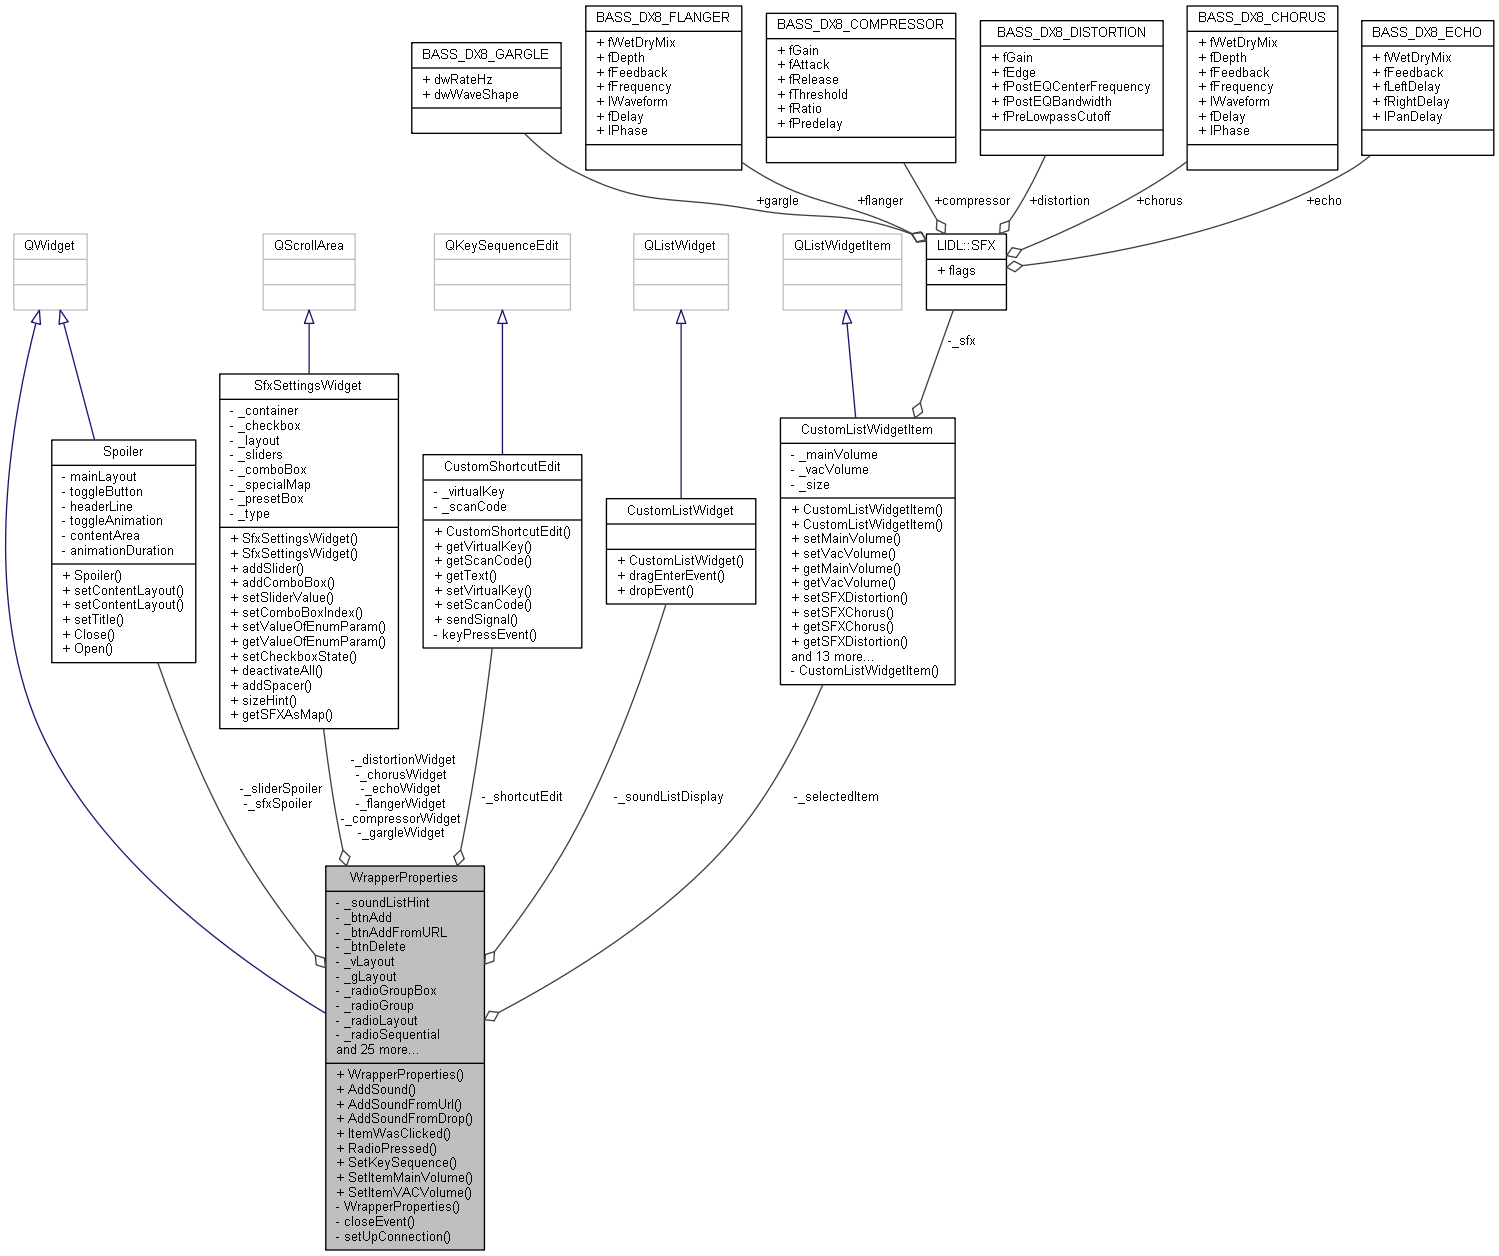 BASS_DX8_GARGLE
+ dwRateHz
+ dwWaveShape
BASS_DX8_FLANGER
+ fWetDryMix
+ fDepth
+ fFeedback
+ fFrequency
+ lWaveform
+ fDelay
+ lPhase
BASS_DX8_COMPRESSOR
+ fGain
+ fAttack
+ fRelease
+ fThreshold
+ fRatio
+ fPredelay
BASS_DX8_DISTORTION
+ fGain
+ fEdge
+ fPostEQCenterFrequency
+ fPostEQBandwidth
+ fPreLowpassCutoff
BASS_DX8_CHORUS
+ fWetDryMix
+ fDepth
+ fFeedback
+ fFrequency
+ lWaveform
+ fDelay
+ lPhase
BASS_DX8_ECHO
+ fWetDryMix
+ fFeedback
+ fLeftDelay
+ fRightDelay
+ lPanDelay
+gargle
+flanger
+compressor
+distortion
+chorus
+echo
QWidget
QScrollArea
QKeySequenceEdit
QListWidget
QListWidgetItem
LIDL::SFX
+ flags
-_sfx
Spoiler
- mainLayout
- toggleButton
- headerLine
- toggleAnimation
- contentArea
- animationDuration
+ Spoiler()
+ setContentLayout()
+ setContentLayout()
+ setTitle()
+ Close()
+ Open()
SfxSettingsWidget
- _container
- _checkbox
- _layout
- _sliders
- _comboBox
- _specialMap
- _presetBox
- _type
+ SfxSettingsWidget()
+ SfxSettingsWidget()
+ addSlider()
+ addComboBox()
+ setSliderValue()
+ setComboBoxIndex()
+ setValueOfEnumParam()
+ getValueOfEnumParam()
+ setCheckboxState()
+ deactivateAll()
+ addSpacer()
+ sizeHint()
+ getSFXAsMap()
CustomShortcutEdit
- _virtualKey
- _scanCode
+ CustomShortcutEdit()
+ getVirtualKey()
+ getScanCode()
+ getText()
+ setVirtualKey()
+ setScanCode()
+ sendSignal()
- keyPressEvent()
CustomListWidget
+ CustomListWidget()
+ dragEnterEvent()
+ dropEvent()
CustomListWidgetItem
- _mainVolume
- _vacVolume
- _size
+ CustomListWidgetItem()
+ CustomListWidgetItem()
+ setMainVolume()
+ setVacVolume()
+ getMainVolume()
+ getVacVolume()
+ setSFXDistortion()
+ setSFXChorus()
+ getSFXChorus()
+ getSFXDistortion()
and 13 more...
- CustomListWidgetItem()
-_sliderSpoiler
-_sfxSpoiler
-_distortionWidget
-_chorusWidget
-_echoWidget
-_flangerWidget
-_compressorWidget
-_gargleWidget
-_shortcutEdit
-_soundListDisplay
-_selectedItem
WrapperProperties
- _soundListHint
- _btnAdd
- _btnAddFromURL
- _btnDelete
- _vLayout
- _gLayout
- _radioGroupBox
- _radioGroup
- _radioLayout
- _radioSequential
and 25 more...
+ WrapperProperties()
+ AddSound()
+ AddSoundFromUrl()
+ AddSoundFromDrop()
+ ItemWasClicked()
+ RadioPressed()
+ SetKeySequence()
+ SetItemMainVolume()
+ SetItemVACVolume()
- WrapperProperties()
- closeEvent()
- setUpConnection()